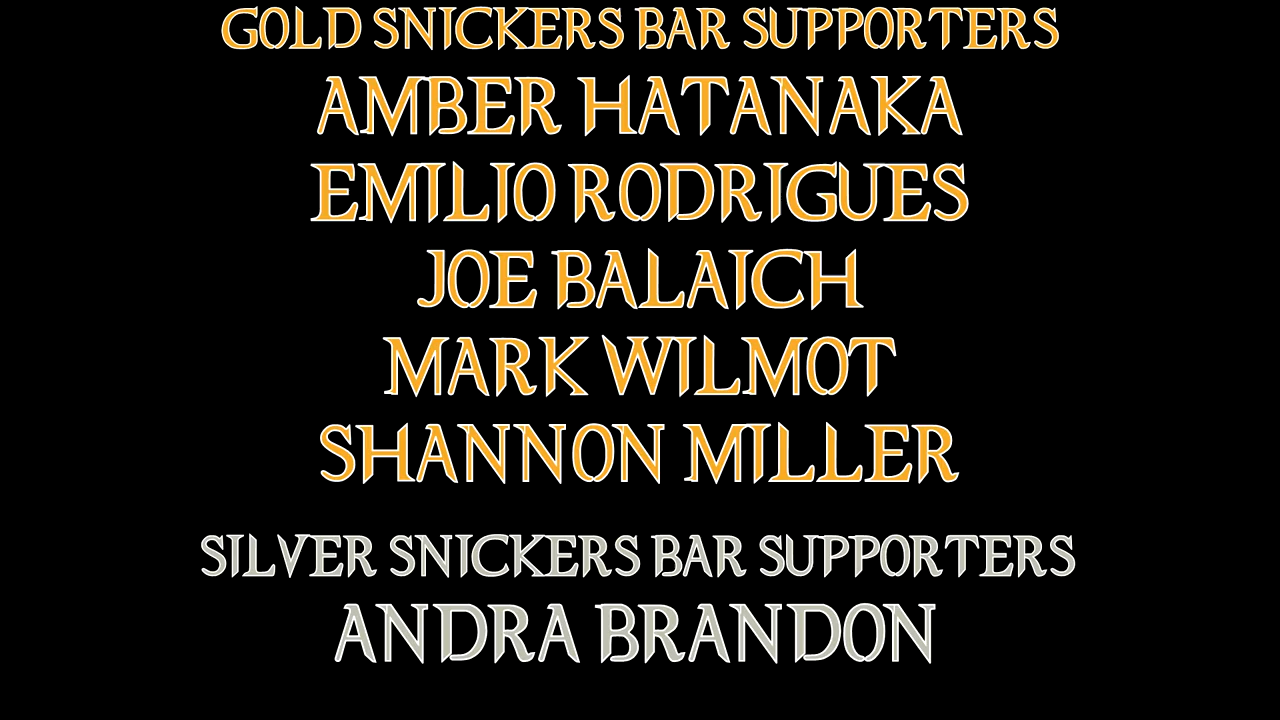 GOLD SNICKERS BAR SUPPORTERS
AMBER HATANAKA
EMILIO RODRIGUES
JOE BALAICH
MARK WILMOT
SHANNON MILLER
SILVER SNICKERS BAR SUPPORTERS
ANDRA BRANDON